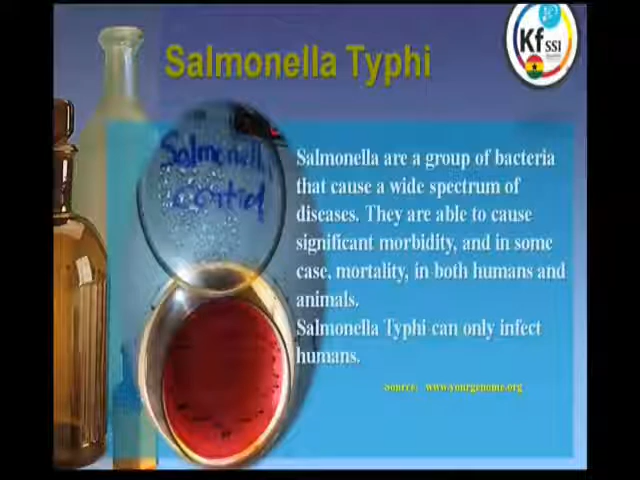 Kf
SSI
Salmonella Typhi
Salmonella are a group of bacteria
that cause a wide spectrum of
diseases. They are able to cause
significant morbidity, and in some
case, mortality, in both humans and
animals.
Salmonella Typhi can only infect
humans.
Source: www.yourgenome.org